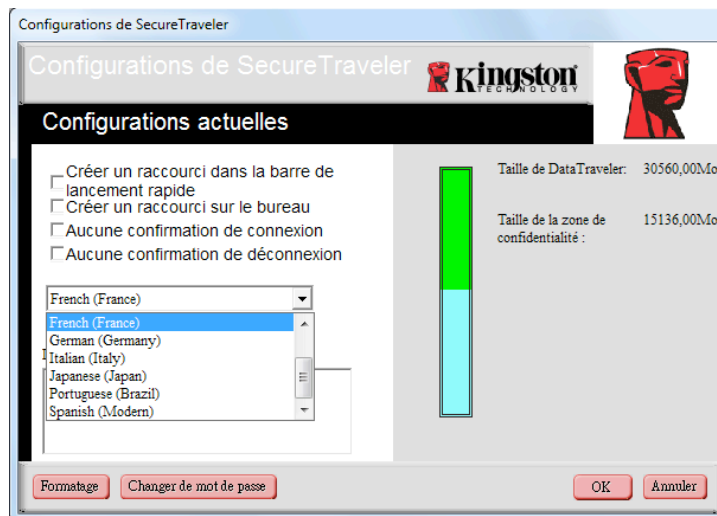 Configurations de SecureTraveler
Configurations de SecureTraveler
Kingston
TECHNOLOGY
Configurations actuelles
Créer un raccourci dans la barre de
lancement rapide
Créer un raccourci sur le bureau
Aucune confirmation de connexion
Aucune confirmation de déconnexion
French (France)
French (France)
German (Germany)
Italian (Italy)
Japanese (Japan)
Portuguese (Brazil)
Spanish (Modern)
Taille de DataTraveler: 30560,00Mo
Taille de la zone de 15136,00Mo
confidentialité :
Formatage Changer de mot de passe OK Annuler